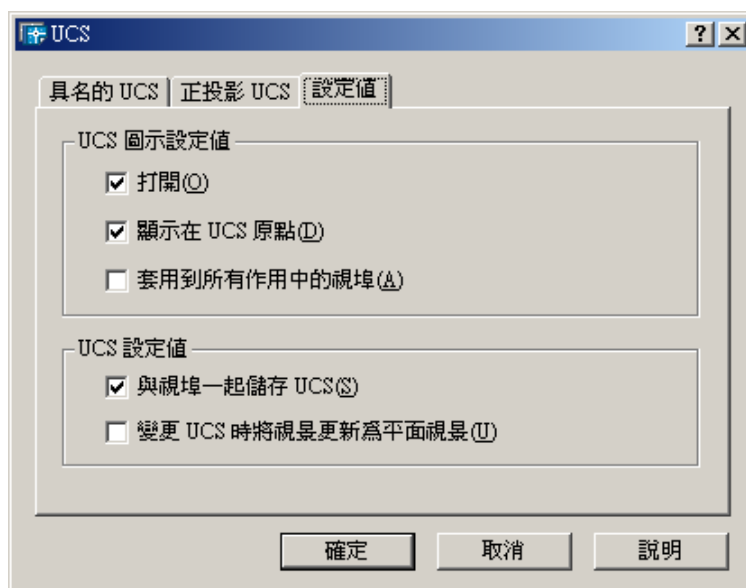 UCS
具名的 UCS 正投影 UCS 設定值
UCS 圖示設定值
打開(O)
顯示在 UCS 原點(D)
套用到所有作用中的視埠(A)
UCS 設定值
與視埠一起儲存 UCS(S)
變更 UCS 時將視景更新為平面視景(U)
確定 取消 說明